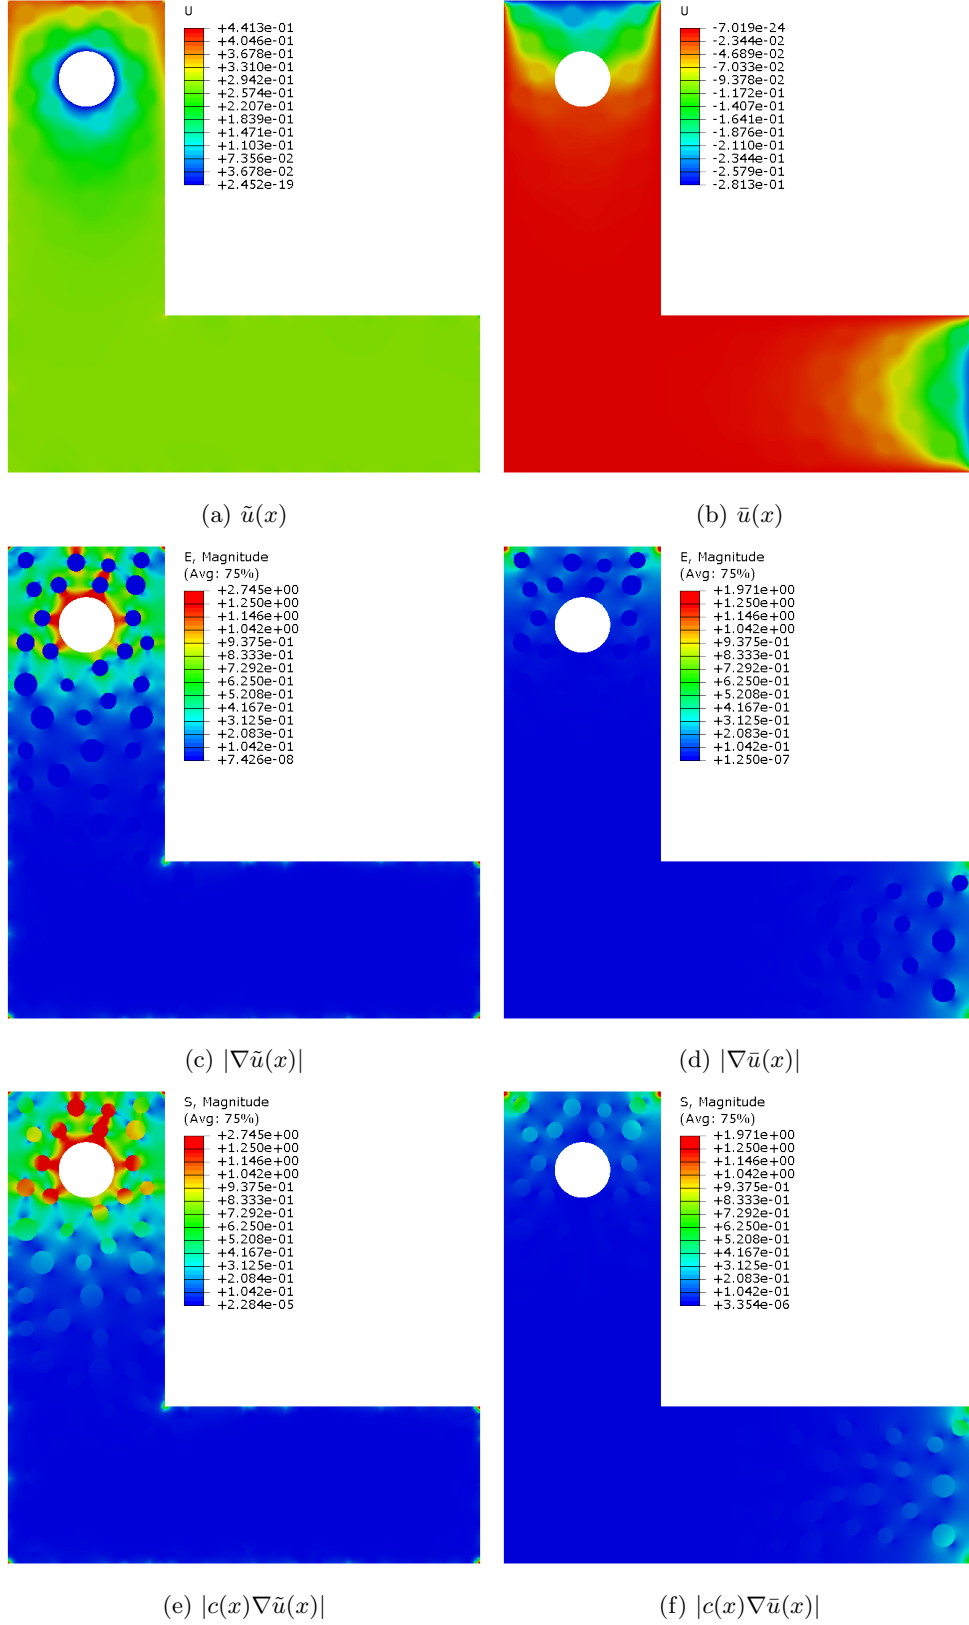 U
+4.413e-01
+4.046e-01
+3.678e-01
+3.310e-01
+2.942e-01
+2.574e-01
+2.207e-01
+1.839e-01
+1.471e-01
+1.103e-01
+7.356e-02
+3.678e-02
+2.452e-19
U
-7.019e-24
-2.344e-02
-4.689e-02
-7.033e-02
-9.378e-02
-1.172e-01
-1.407e-01
-1.641e-01
-1.876e-01
-2.110e-01
-2.344e-01
-2.579e-01
-2.813e-01
(a) ũ(x)
(b) ū(x)
E, Magnitude
(Avg: 75%)
+2.745e+00
+1.250e+00
+1.146e+00
+1.042e+00
+9.375e-01
+8.333e-01
+7.292e-01
+6.250e-01
+5.208e-01
+4.167e-01
+3.125e-01
+2.083e-01
+1.042e-01
+7.426e-08
E, Magnitude
(Avg: 75%)
+1.971e+00
+1.250e+00
+1.146e+00
+1.042e+00
+9.375e-01
+8.333e-01
+7.292e-01
+6.250e-01
+5.208e-01
+4.167e-01
+3.125e-01
+2.083e-01
+1.042e-01
+1.250e-07
(c) |∇ũ(x)|
(d) |∇ū(x)|
S, Magnitude
(Avg: 75%)
+2.745e+00
+1.250e+00
+1.146e+00
+1.042e+00
+9.375e-01
+8.333e-01
+7.292e-01
+6.250e-01
+5.208e-01
+4.167e-01
+3.125e-01
+2.084e-01
+1.042e-01
+2.284e-05
S, Magnitude
(Avg: 75%)
+1.971e+00
+1.250e+00
+1.146e+00
+1.042e+00
+9.375e-01
+8.333e-01
+7.292e-01
+6.250e-01
+5.208e-01
+4.167e-01
+3.125e-01
+2.083e-01
+1.042e-01
+3.354e-06
(e) |c(x)∇ũ(x)|
(f) |c(x)∇ū(x)|